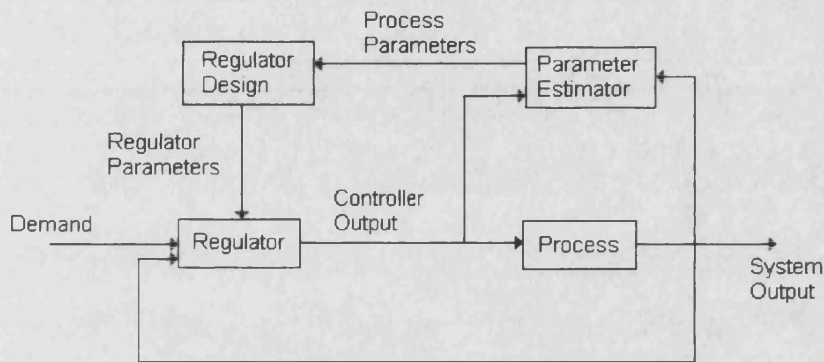 Process
Parameters
Regulator
Design
Parameter
Estimator
Regulator
Parameters
Controller
Output
Demand
Regulator
Process
System
Output